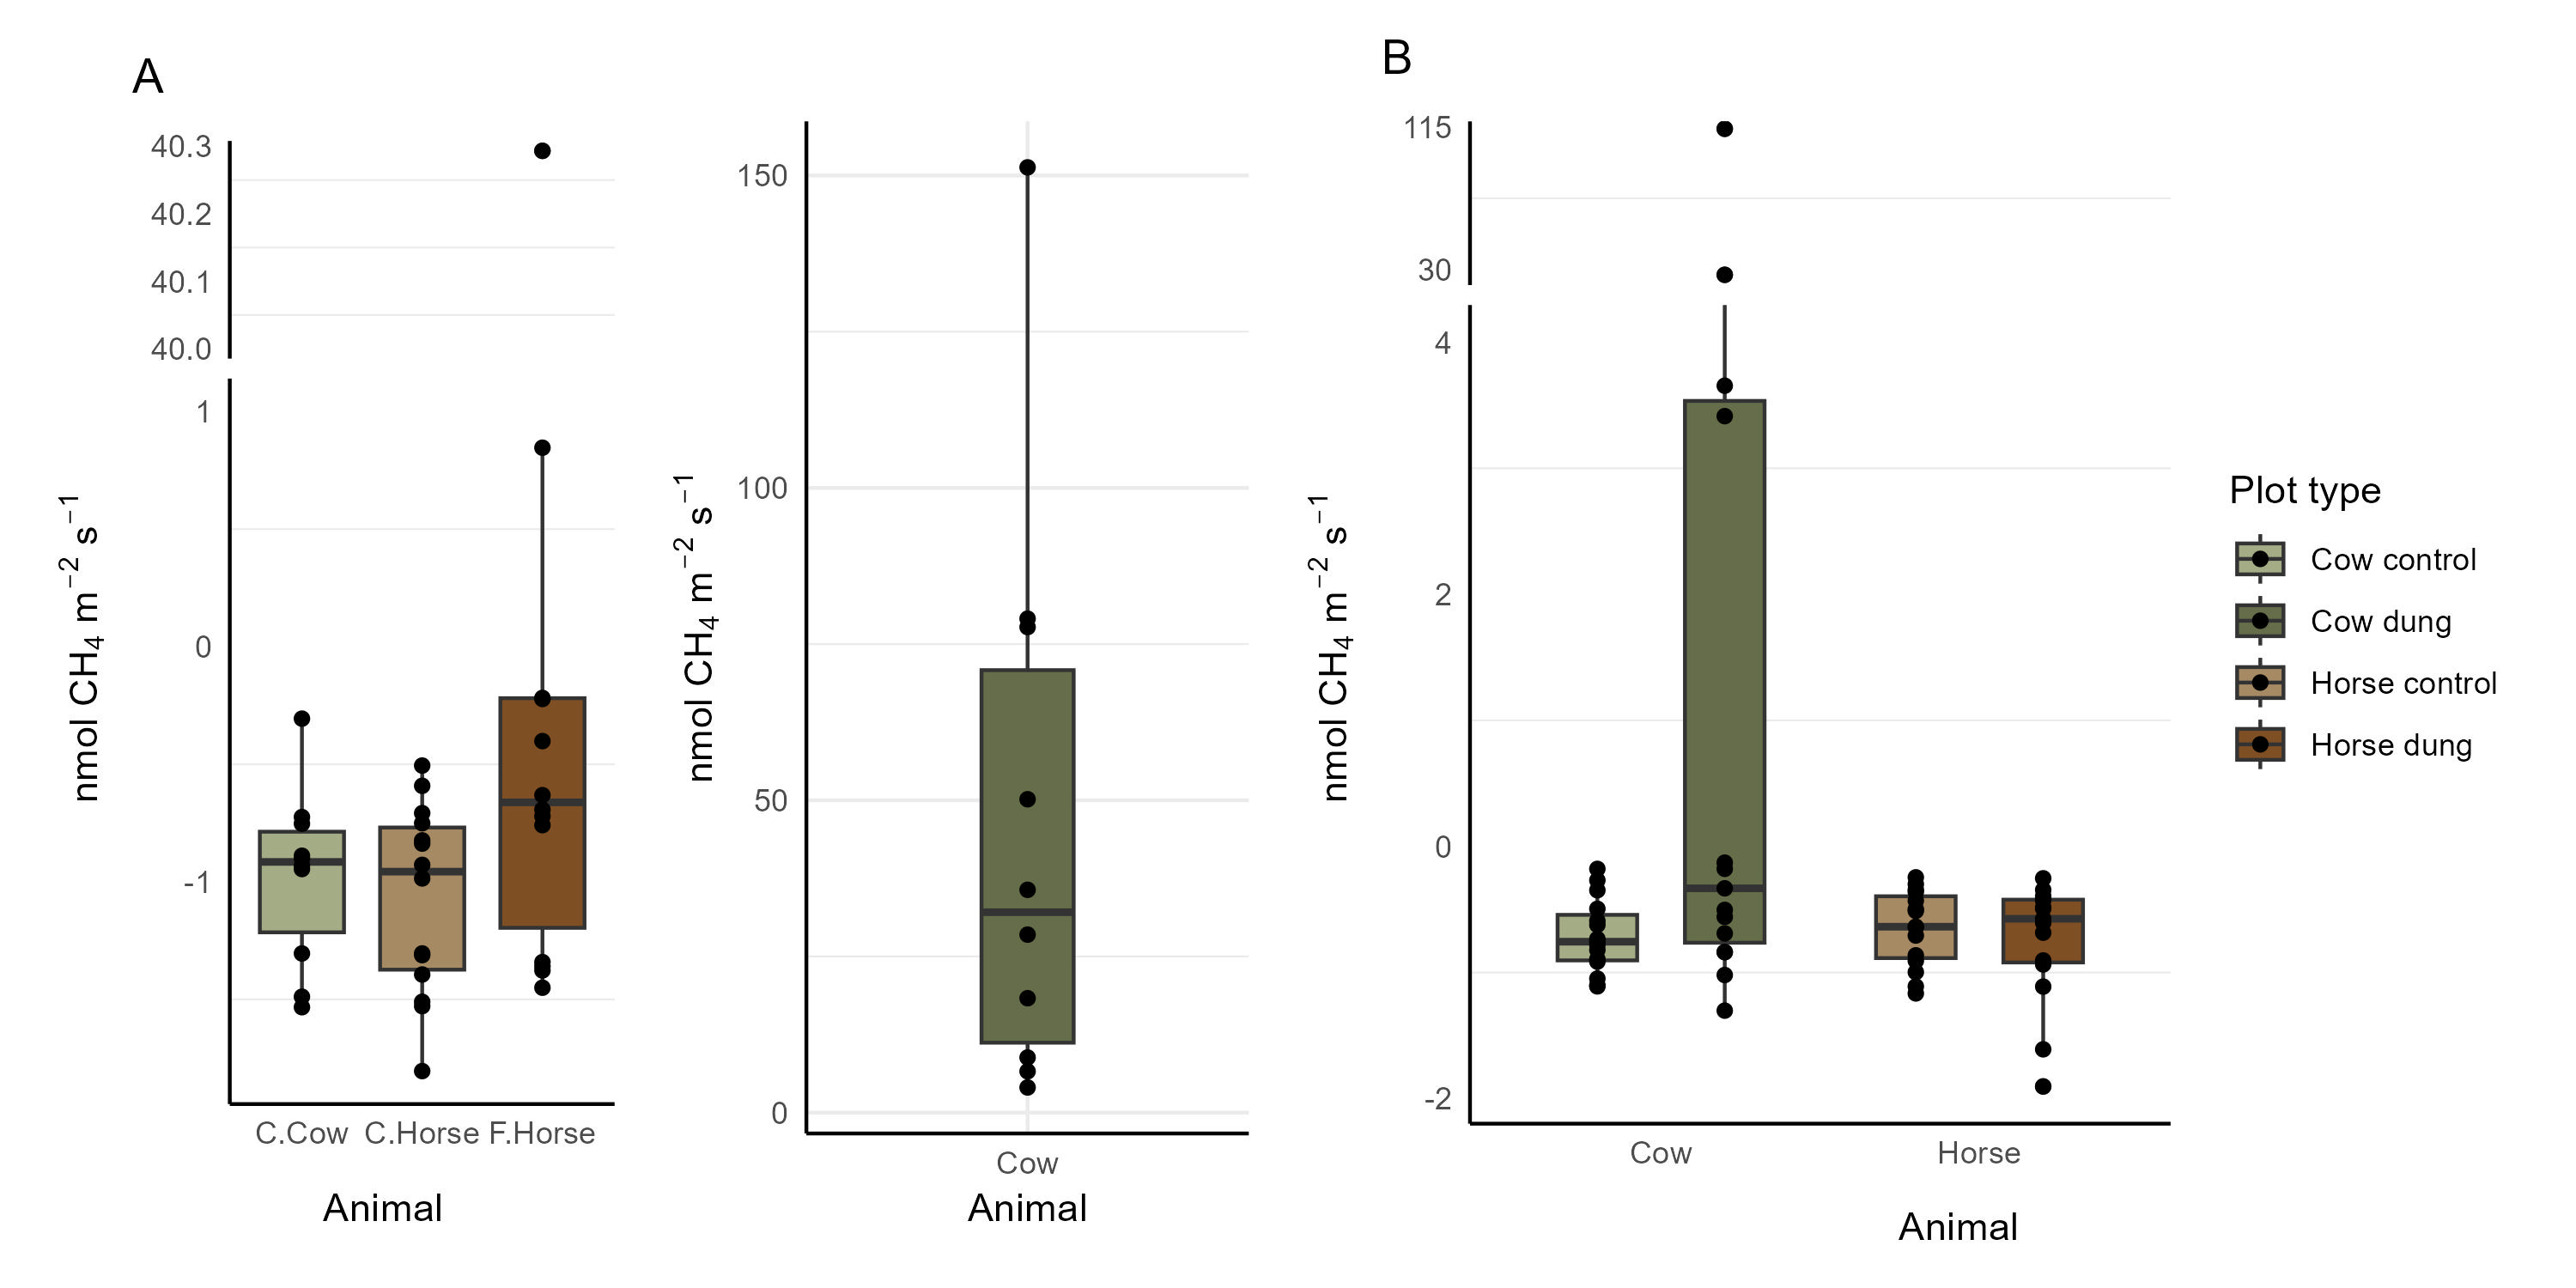 A
40.3
40.2
40.1
40.0
1
0
-1
nmol CH₄ m⁻² s⁻¹
C.Cow C.Horse F.Horse
Animal
150
100
50
0
nmol CH₄ m⁻² s⁻¹
Cow
Animal
B
115
30
4
2
0
-2
nmol CH₄ m⁻² s⁻¹
Cow Horse
Animal
Plot type
Cow control
Cow dung
Horse control
Horse dung